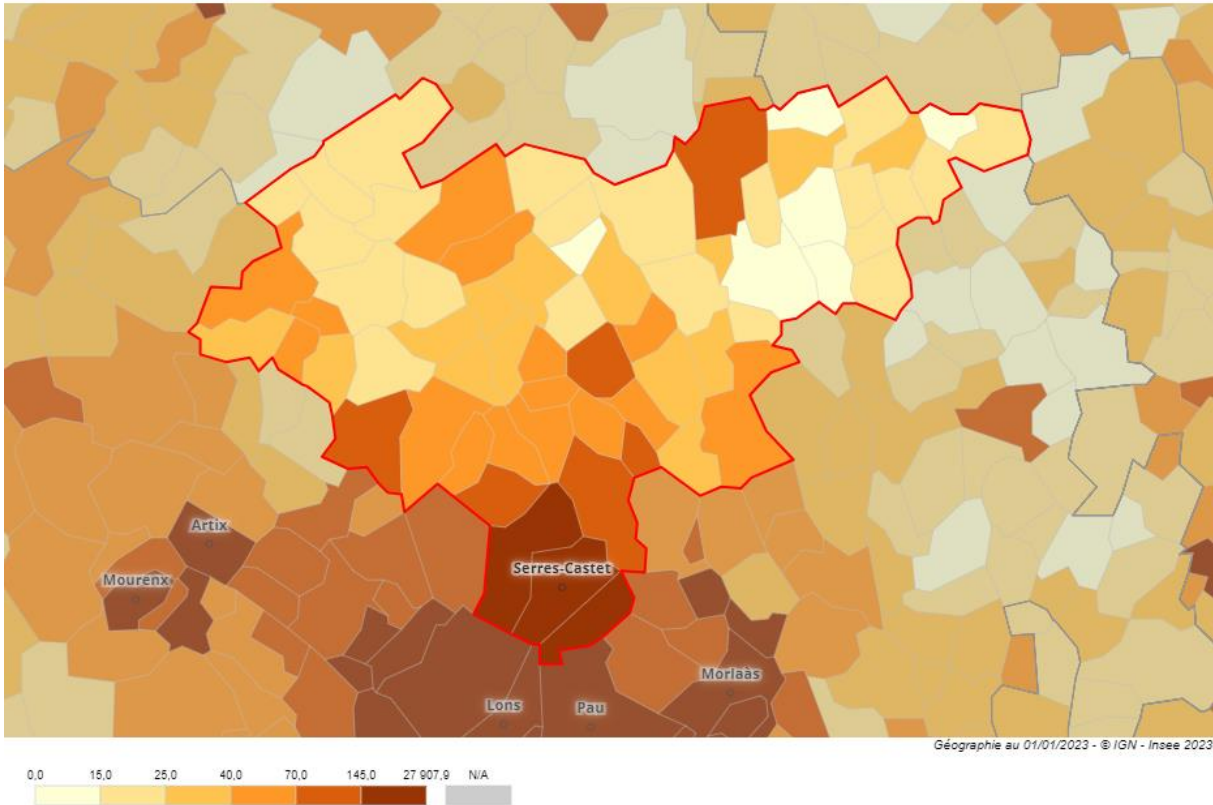 Artix
Mourenx
Serres-Castet
Morlaàs
Lons
Pau
Géographie au 01/01/2023 - © IGN - Insee 2023
0,0 15,0 25,0 40,0 70,0 145,0 27 907,9 N/A